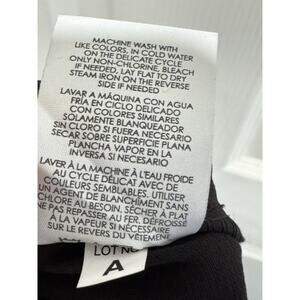 MACHINE WASH WITH
LIKE COLORS, IN COLD WATER
ON THE DELICATE CYCLE
ONLY NON-CHLORINE, BLEACH
IF NEEDED, LAY FLAT TO DRY
STEAM IRON ON THE REVERSE
SIDE IF NEEDED
LAVAR A MÁQUINA CON AGUA
FRÍA EN CICLO DELICADO
CON COLORES SIMILARES
SOLAMENTE BLANQUEADOR
SIN CLORO SI FUERA NECESARIO
SECAR SOBRE SUPERFICIE PLANA
PLANCHA VAPOR EN LA
INVERSA SI NECESARIO
LAVER À LA MACHINE À L'EAU FROIDE
AU CYCLE DÉLICAT AVEC DE
COULEURS SEMBLABLES. UTILISER
UN AGENT DE BLANCHIMENT SANS
CHLORE AU BESOIN. LAISSER SÉCHER
NE PAS REPASSER AU FER. DÉFROISSER
À LA VAPEUR SI NÉCESSAIRE
SUR LE REVERS DU VÊTEMENT
LOT NO
A